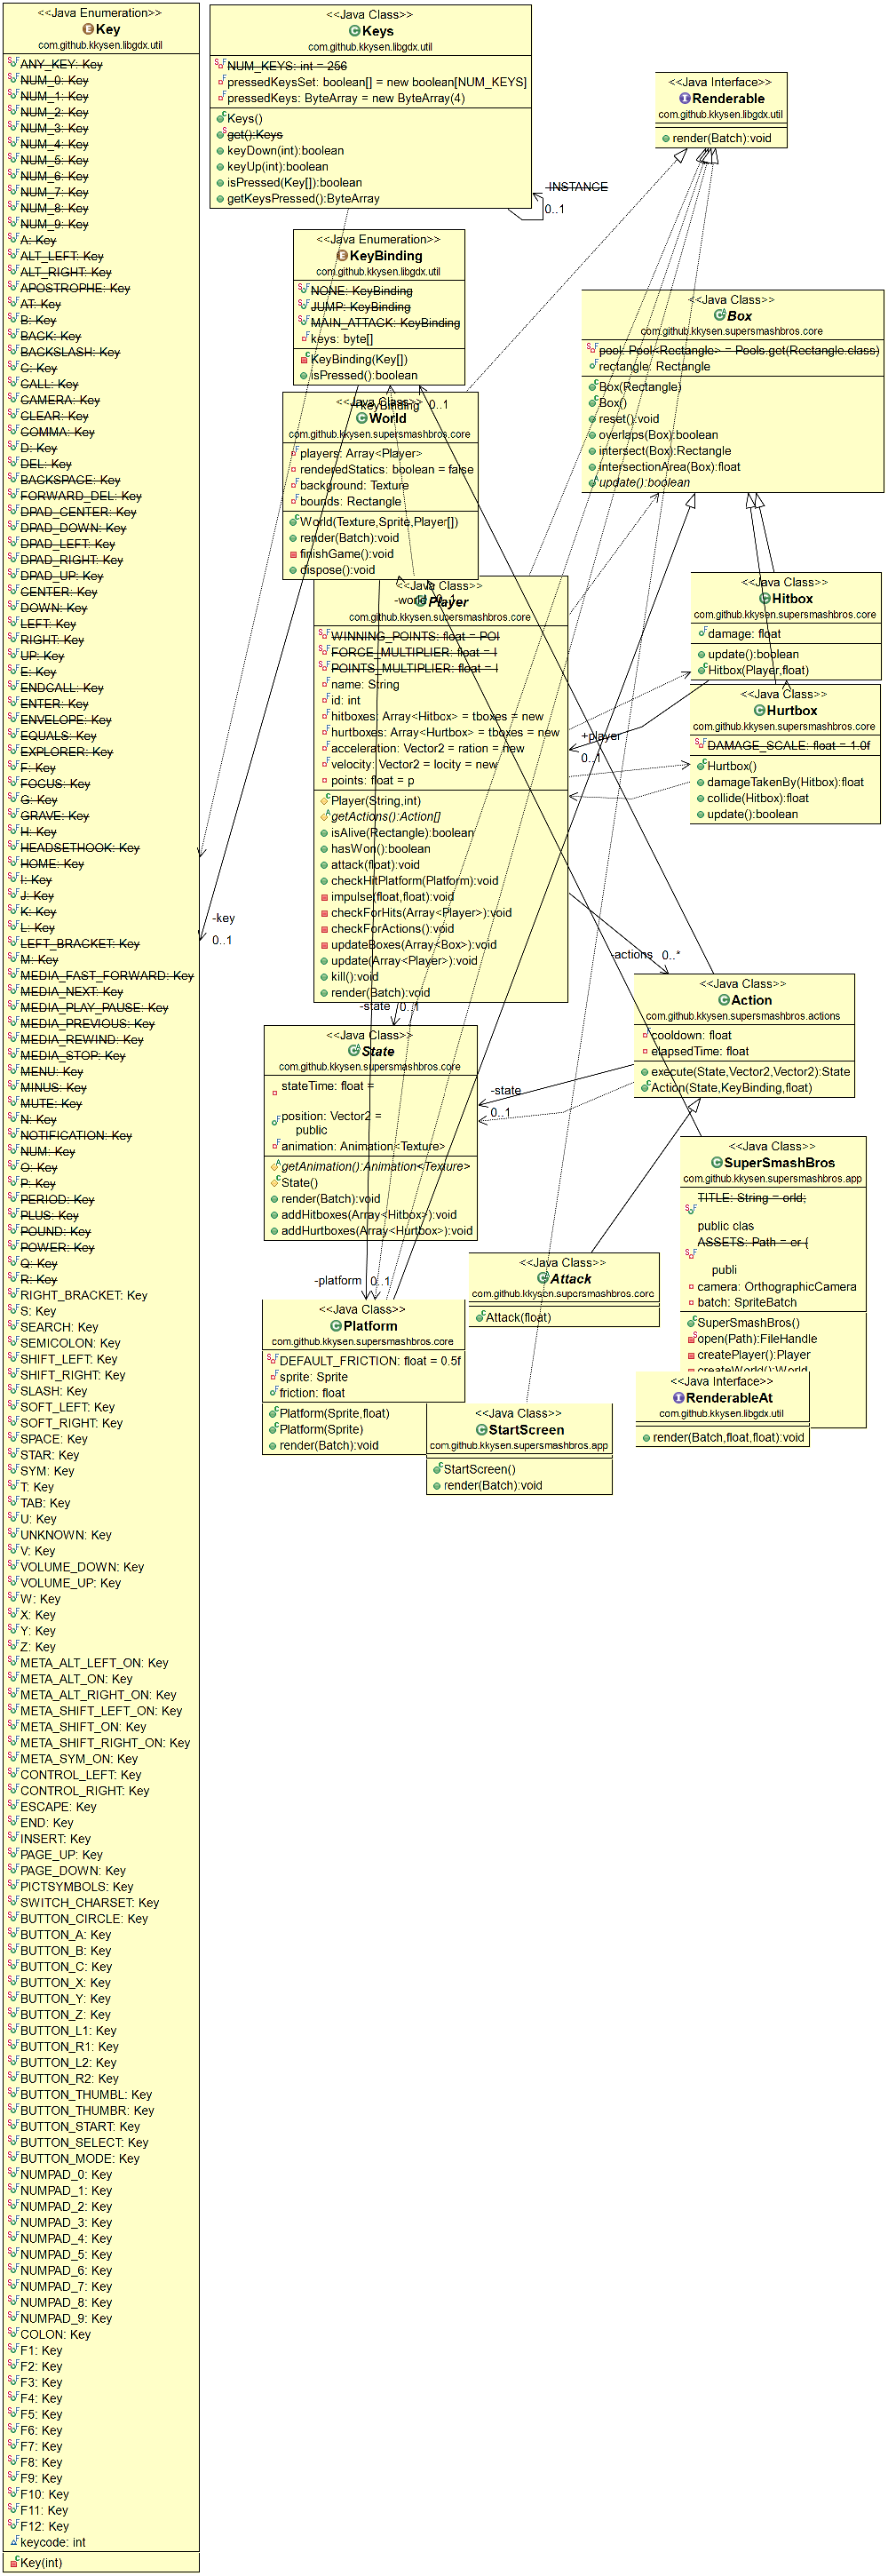 <<Java Enumeration>>
Key
com.github.kkysen.libgdx.util
ANY_KEY: Key
NUM_0: Key
NUM_1: Key
NUM_2: Key
NUM_3: Key
NUM_4: Key
NUM_5: Key
NUM_6: Key
NUM_7: Key
NUM_8: Key
NUM_9: Key
A: Key
ALT_LEFT: Key
ALT_RIGHT: Key
APOSTROPHE: Key
AT: Key
B: Key
BACK: Key
BACKSLASH: Key
C: Key
CALL: Key
CAMERA: Key
CLEAR: Key
COMMA: Key
D: Key
DEL: Key
BACKSPACE: Key
FORWARD_DEL: Key
DPAD_CENTER: Key
DPAD_DOWN: Key
DPAD_LEFT: Key
DPAD_RIGHT: Key
DPAD_UP: Key
CENTER: Key
DOWN: Key
LEFT: Key
RIGHT: Key
UP: Key
E: Key
ENDCALL: Key
ENTER: Key
ENVELOPE: Key
EQUALS: Key
EXPLORER: Key
F: Key
FOCUS: Key
G: Key
GRAVE: Key
H: Key
HEADSETHOOK: Key
HOME: Key
I: Key
J: Key
K: Key
L: Key
LEFT_BRACKET: Key
M: Key
MEDIA_FAST_FORWARD: Key
MEDIA_NEXT: Key
MEDIA_PLAY_PAUSE: Key
MEDIA_PREVIOUS: Key
MEDIA_REWIND: Key
MEDIA_STOP: Key
MENU: Key
MINUS: Key
MUTE: Key
N: Key
NOTIFICATION: Key
NUM: Key
O: Key
P: Key
PERIOD: Key
PLUS: Key
POUND: Key
POWER: Key
Q: Key
R: Key
RIGHT_BRACKET: Key
S: Key
SEARCH: Key
SEMICOLON: Key
SHIFT_LEFT: Key
SHIFT_RIGHT: Key
SLASH: Key
SOFT_LEFT: Key
SOFT_RIGHT: Key
SPACE: Key
STAR: Key
SYM: Key
T: Key
TAB: Key
U: Key
UNKNOWN: Key
V: Key
VOLUME_DOWN: Key
VOLUME_UP: Key
W: Key
X: Key
Y: Key
Z: Key
META_ALT_LEFT_ON: Key
META_ALT_ON: Key
META_ALT_RIGHT_ON: Key
META_SHIFT_LEFT_ON: Key
META_SHIFT_ON: Key
META_SHIFT_RIGHT_ON: Key
META_SYM_ON: Key
CONTROL_LEFT: Key
CONTROL_RIGHT: Key
ESCAPE: Key
END: Key
INSERT: Key
PAGE_UP: Key
PAGE_DOWN: Key
PICTSYMBOLS: Key
SWITCH_CHARSET: Key
BUTTON_CIRCLE: Key
BUTTON_A: Key
BUTTON_B: Key
BUTTON_C: Key
BUTTON_X: Key
BUTTON_Y: Key
BUTTON_Z: Key
BUTTON_L1: Key
BUTTON_R1: Key
BUTTON_L2: Key
BUTTON_R2: Key
BUTTON_THUMBL: Key
BUTTON_THUMBR: Key
BUTTON_START: Key
BUTTON_SELECT: Key
BUTTON_MODE: Key
NUMPAD_0: Key
NUMPAD_1: Key
NUMPAD_2: Key
NUMPAD_3: Key
NUMPAD_4: Key
NUMPAD_5: Key
NUMPAD_6: Key
NUMPAD_7: Key
NUMPAD_8: Key
NUMPAD_9: Key
COLON: Key
F1: Key
F2: Key
F3: Key
F4: Key
F5: Key
F6: Key
F7: Key
F8: Key
F9: Key
F10: Key
F11: Key
F12: Key
keycode: int
Key(int)
<<Java Class>>
Keys
com.github.kkysen.libgdx.util
NUM_KEYS: int = 256
pressedKeysSet: boolean[] = new boolean[NUM_KEYS]
pressedKeys: ByteArray = new ByteArray(4)
Keys()
get():Keys
keyDown(int):boolean
keyUp(int):boolean
isPressed(Key[]):boolean
getKeysPressed():ByteArray
-INSTANCE
0..1
<<Java Interface>>
Renderable
com.github.kkysen.libgdx.util
render(Batch):void
<<Java Enumeration>>
KeyBinding
com.github.kkysen.libgdx.util
NONE: KeyBinding
JUMP: KeyBinding
MAIN_ATTACK: KeyBinding
keys: byte[]
KeyBinding(Key[])
isPressed():boolean
<<Java Class>>
Box
com.github.kkysen.supersmashbros.core
pool: Pool<Rectangle> = Pools.get(Rectangle.class)
rectangle: Rectangle
Box(Rectangle)
Box()
reset():void
overlaps(Box):boolean
intersect(Box):Rectangle
intersectionArea(Box):float
update():boolean
+keyBinding 0..1
<<Java Class>>
World
com.github.kkysen.supersmashbros.core
players: Array<Player>
renderedStatics: boolean = false
background: Texture
bounds: Rectangle
World(Texture,Sprite,Player[])
render(Batch):void
finishGame():void
dispose():void
-world 0..1
<<Java Class>>
Player
com.github.kkysen.supersmashbros.core
WINNING_POINTS: float = POI
FORCE_MULTIPLIER: float = I
POINTS_MULTIPLIER: float = I
name: String
id: int
hitboxes: Array<Hitbox> = tboxes = new
hurtboxes: Array<Hurtbox> = tboxes = new
acceleration: Vector2 = ration = new
velocity: Vector2 = locity = new
points: float = p
Player(String,int)
getActions():Action[]
isAlive(Rectangle):boolean
hasWon():boolean
attack(float):void
checkHitPlatform(Platform):void
impulse(float,float):void
checkForHits(Array<Player>):void
checkForActions():void
updateBoxes(Array<Box>):void
update(Array<Player>):void
kill():void
render(Batch):void
<<Java Class>>
Hitbox
com.github.kkysen.supersmashbros.core
damage: float
update():boolean
Hitbox(Player,float)
<<Java Class>>
Hurtbox
com.github.kkysen.supersmashbros.core
DAMAGE_SCALE: float = 1.0f
Hurtbox()
damageTakenBy(Hitbox):float
collide(Hitbox):float
update():boolean
+player
0..1
-key
0..1
-actions 0..*
<<Java Class>>
Action
com.github.kkysen.supersmashbros.actions
cooldown: float
elapsedTime: float
execute(State,Vector2,Vector2):State
Action(State,KeyBinding,float)
-state 0..1
<<Java Class>>
State
com.github.kkysen.supersmashbros.core
stateTime: float =
position: Vector2 =
public
animation: Animation<Texture>
getAnimation():Animation<Texture>
State()
render(Batch):void
addHitboxes(Array<Hitbox>):void
addHurtboxes(Array<Hurtbox>):void
-state
0..1
<<Java Class>>
SuperSmashBros
com.github.kkysen.supersmashbros.app
TITLE: String = orld;
public clas
ASSETS: Path = er {
publi
camera: OrthographicCamera
batch: SpriteBatch
SuperSmashBros()
open(Path):FileHandle
createPlayer():Player
createWorld():World
<<Java Class>>
Attack
com.github.kkysen.supersmashbros.core
Attack(float)
-platform 0..1
<<Java Class>>
Platform
com.github.kkysen.supersmashbros.core
DEFAULT_FRICTION: float = 0.5f
sprite: Sprite
friction: float
Platform(Sprite,float)
Platform(Sprite)
render(Batch):void
<<Java Interface>>
RenderableAt
com.github.kkysen.libgdx.util
render(Batch,float,float):void
<<Java Class>>
StartScreen
com.github.kkysen.supersmashbros.app
StartScreen()
render(Batch):void